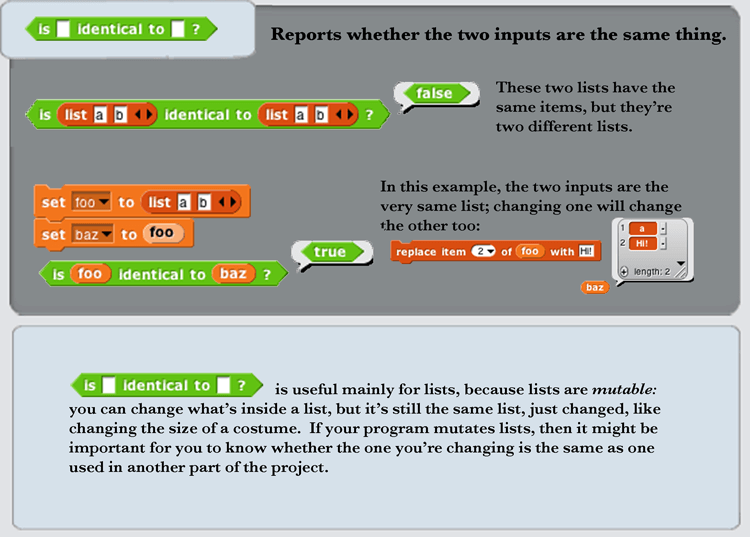 is identical to ?
Reports whether the two inputs are the same thing.
is list a b identical to list a b ?
false
These two lists have the
same items, but they're
two different lists.
set foo to list a b
set baz to foo
is foo identical to baz ?
true
In this example, the two inputs are the
very same list; changing one will change
the other too:
replace item 2 of foo with Hi!
baz
1 a
2 Hi!
length: 2
is identical to ? is useful mainly for lists, because lists are mutable:
you can change what's inside a list, but it's still the same list, just changed, like
changing the size of a costume. If your program mutates lists, then it might be
important for you to know whether the one you're changing is the same as one
used in another part of the project.